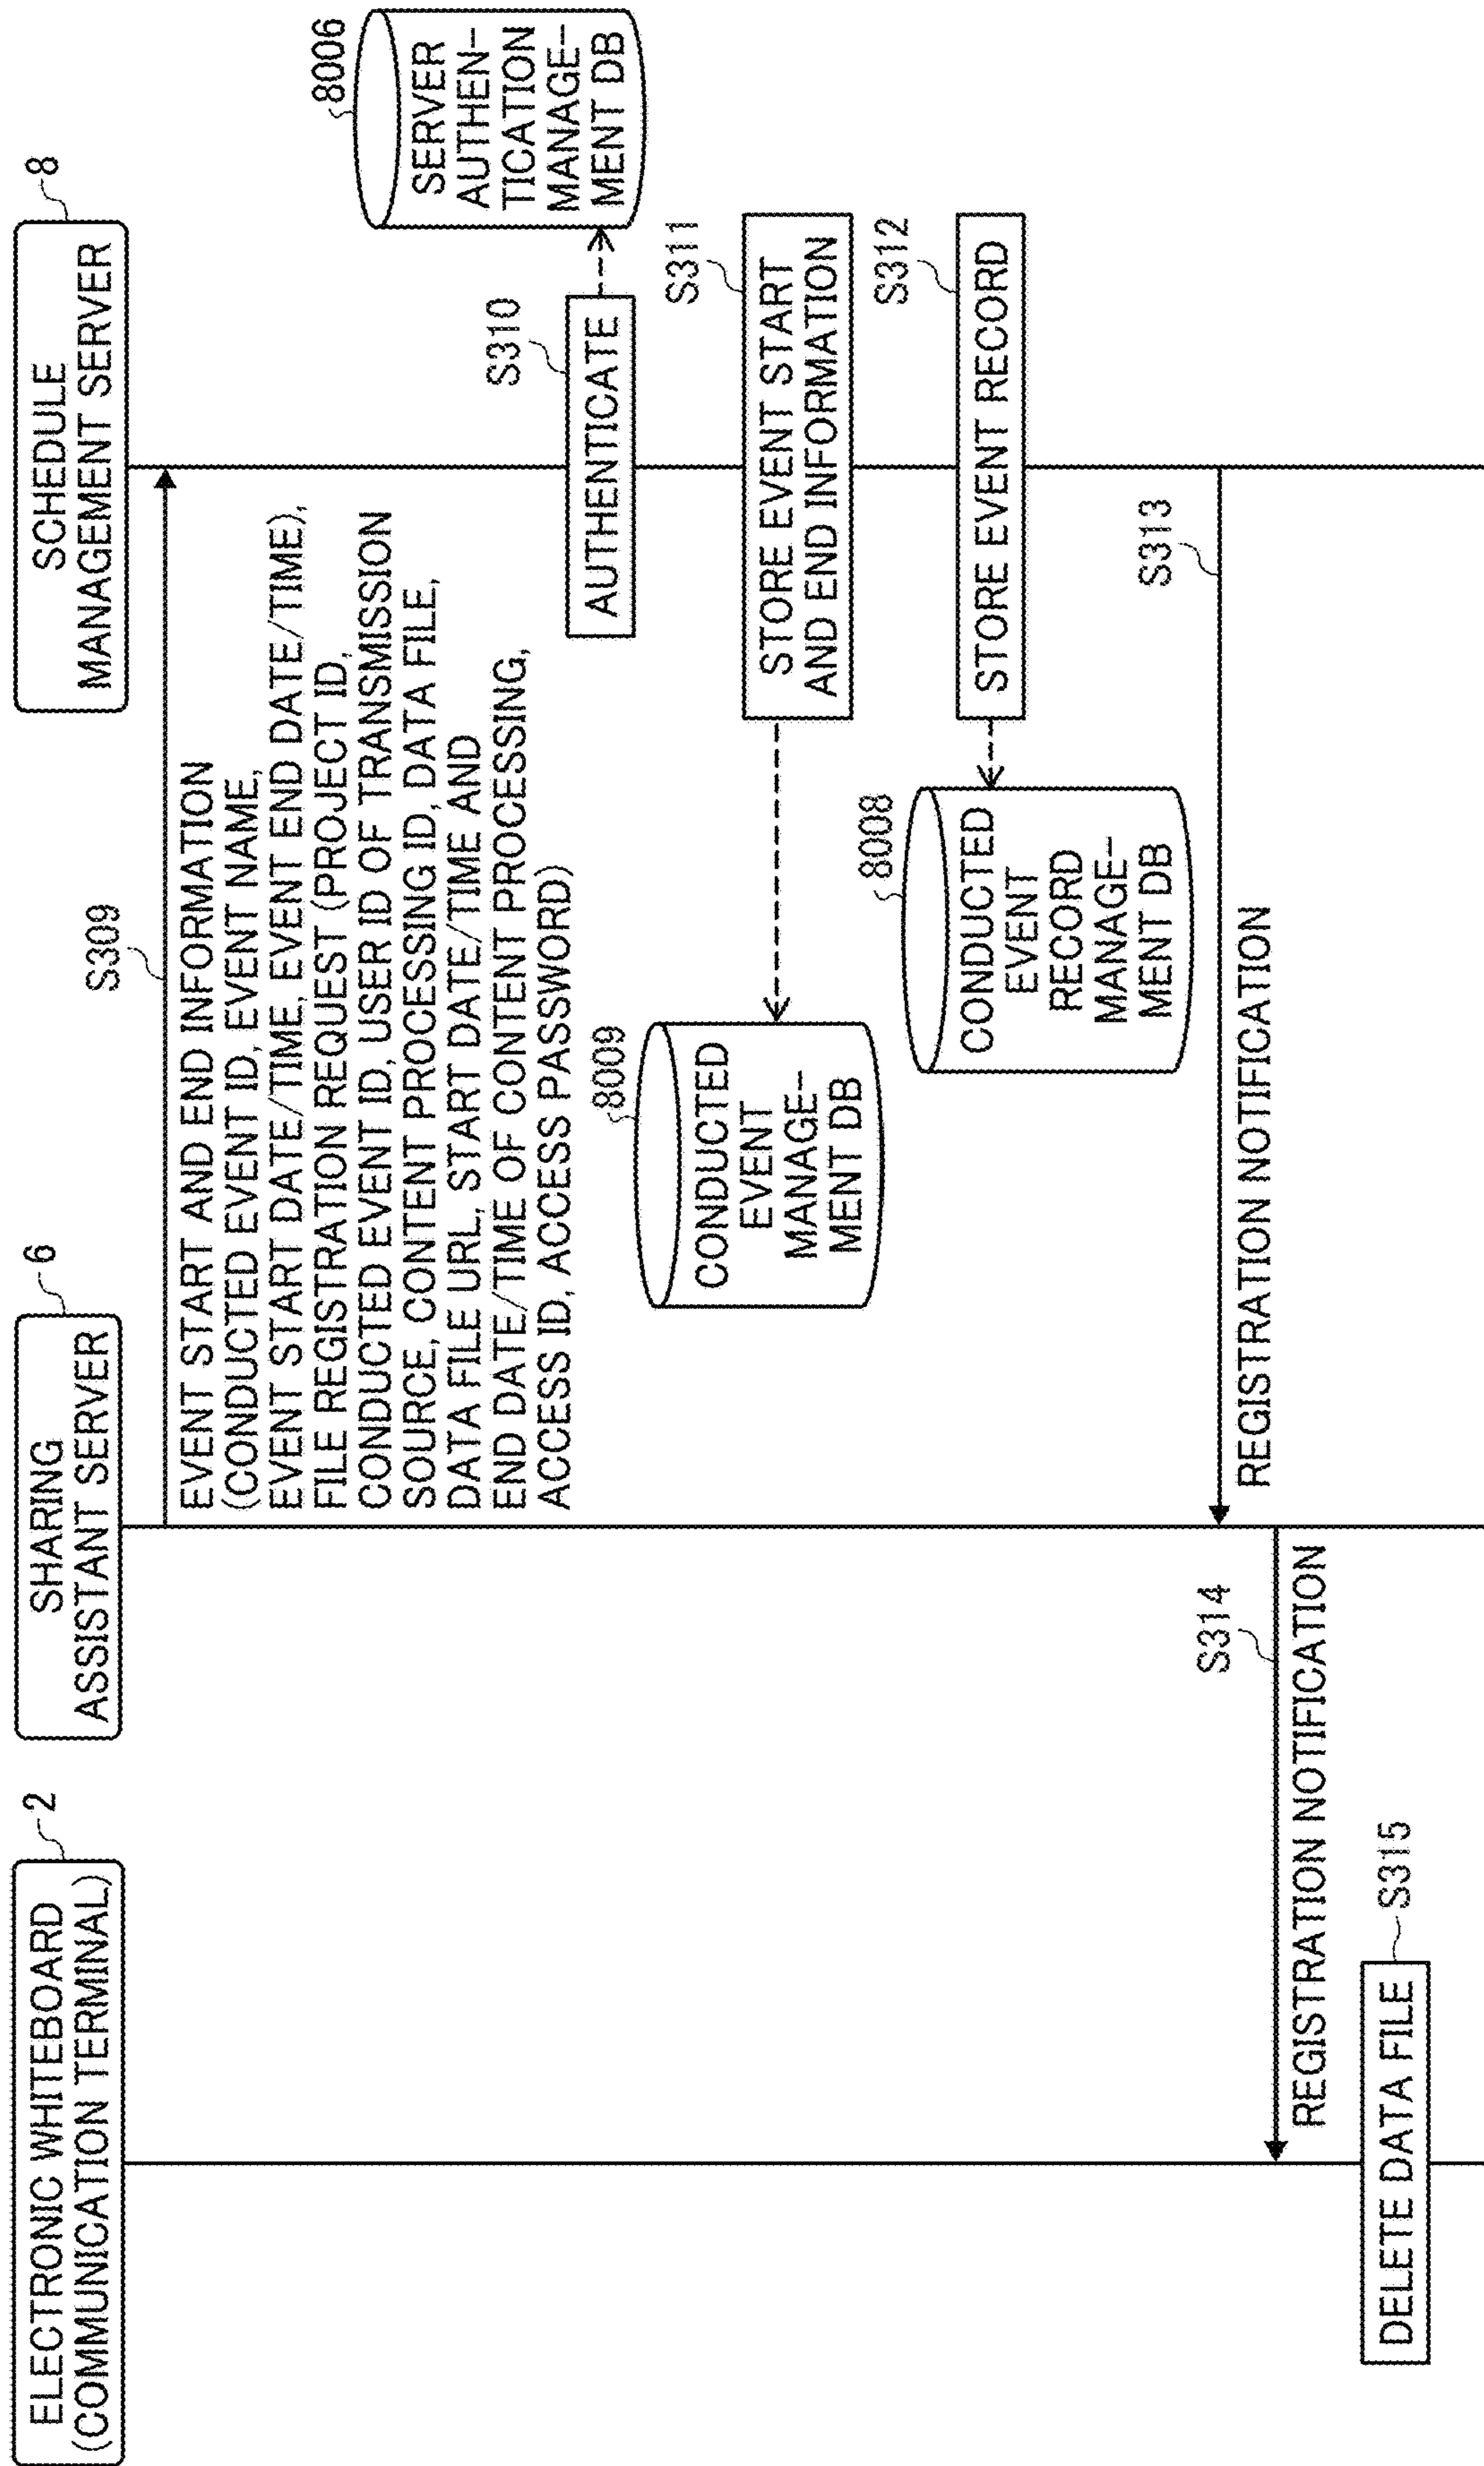 ELECTRONIC WHITEBOARD
(COMMUNICATION TERMINAL)
2
SHARING
ASSISTANT SERVER
6
SCHEDULE
MANAGEMENT SERVER
8
S309
EVENT START AND END INFORMATION
(CONDUCTED EVENT ID, EVENT NAME,
EVENT START DATE/TIME, EVENT END DATE/TIME),
FILE REGISTRATION REQUEST (PROJECT ID,
CONDUCTED EVENT ID, USER ID OF TRANSMISSION
SOURCE, CONTENT PROCESSING ID, DATA FILE,
DATA FILE URL, START DATE/TIME AND
END DATE/TIME OF CONTENT PROCESSING,
ACCESS ID, ACCESS PASSWORD)
S310
AUTHENTICATE
8006
SERVER
AUTHEN-
TICATION
MANAGE-
MENT DB
S311
STORE EVENT START
AND END INFORMATION
8009
CONDUCTED
EVENT
MANAGE-
MENT DB
S312
STORE EVENT RECORD
8008
CONDUCTED
EVENT
RECORD
MANAGE-
MENT DB
S313
REGISTRATION NOTIFICATION
S314
REGISTRATION NOTIFICATION
DELETE DATA FILE
S315